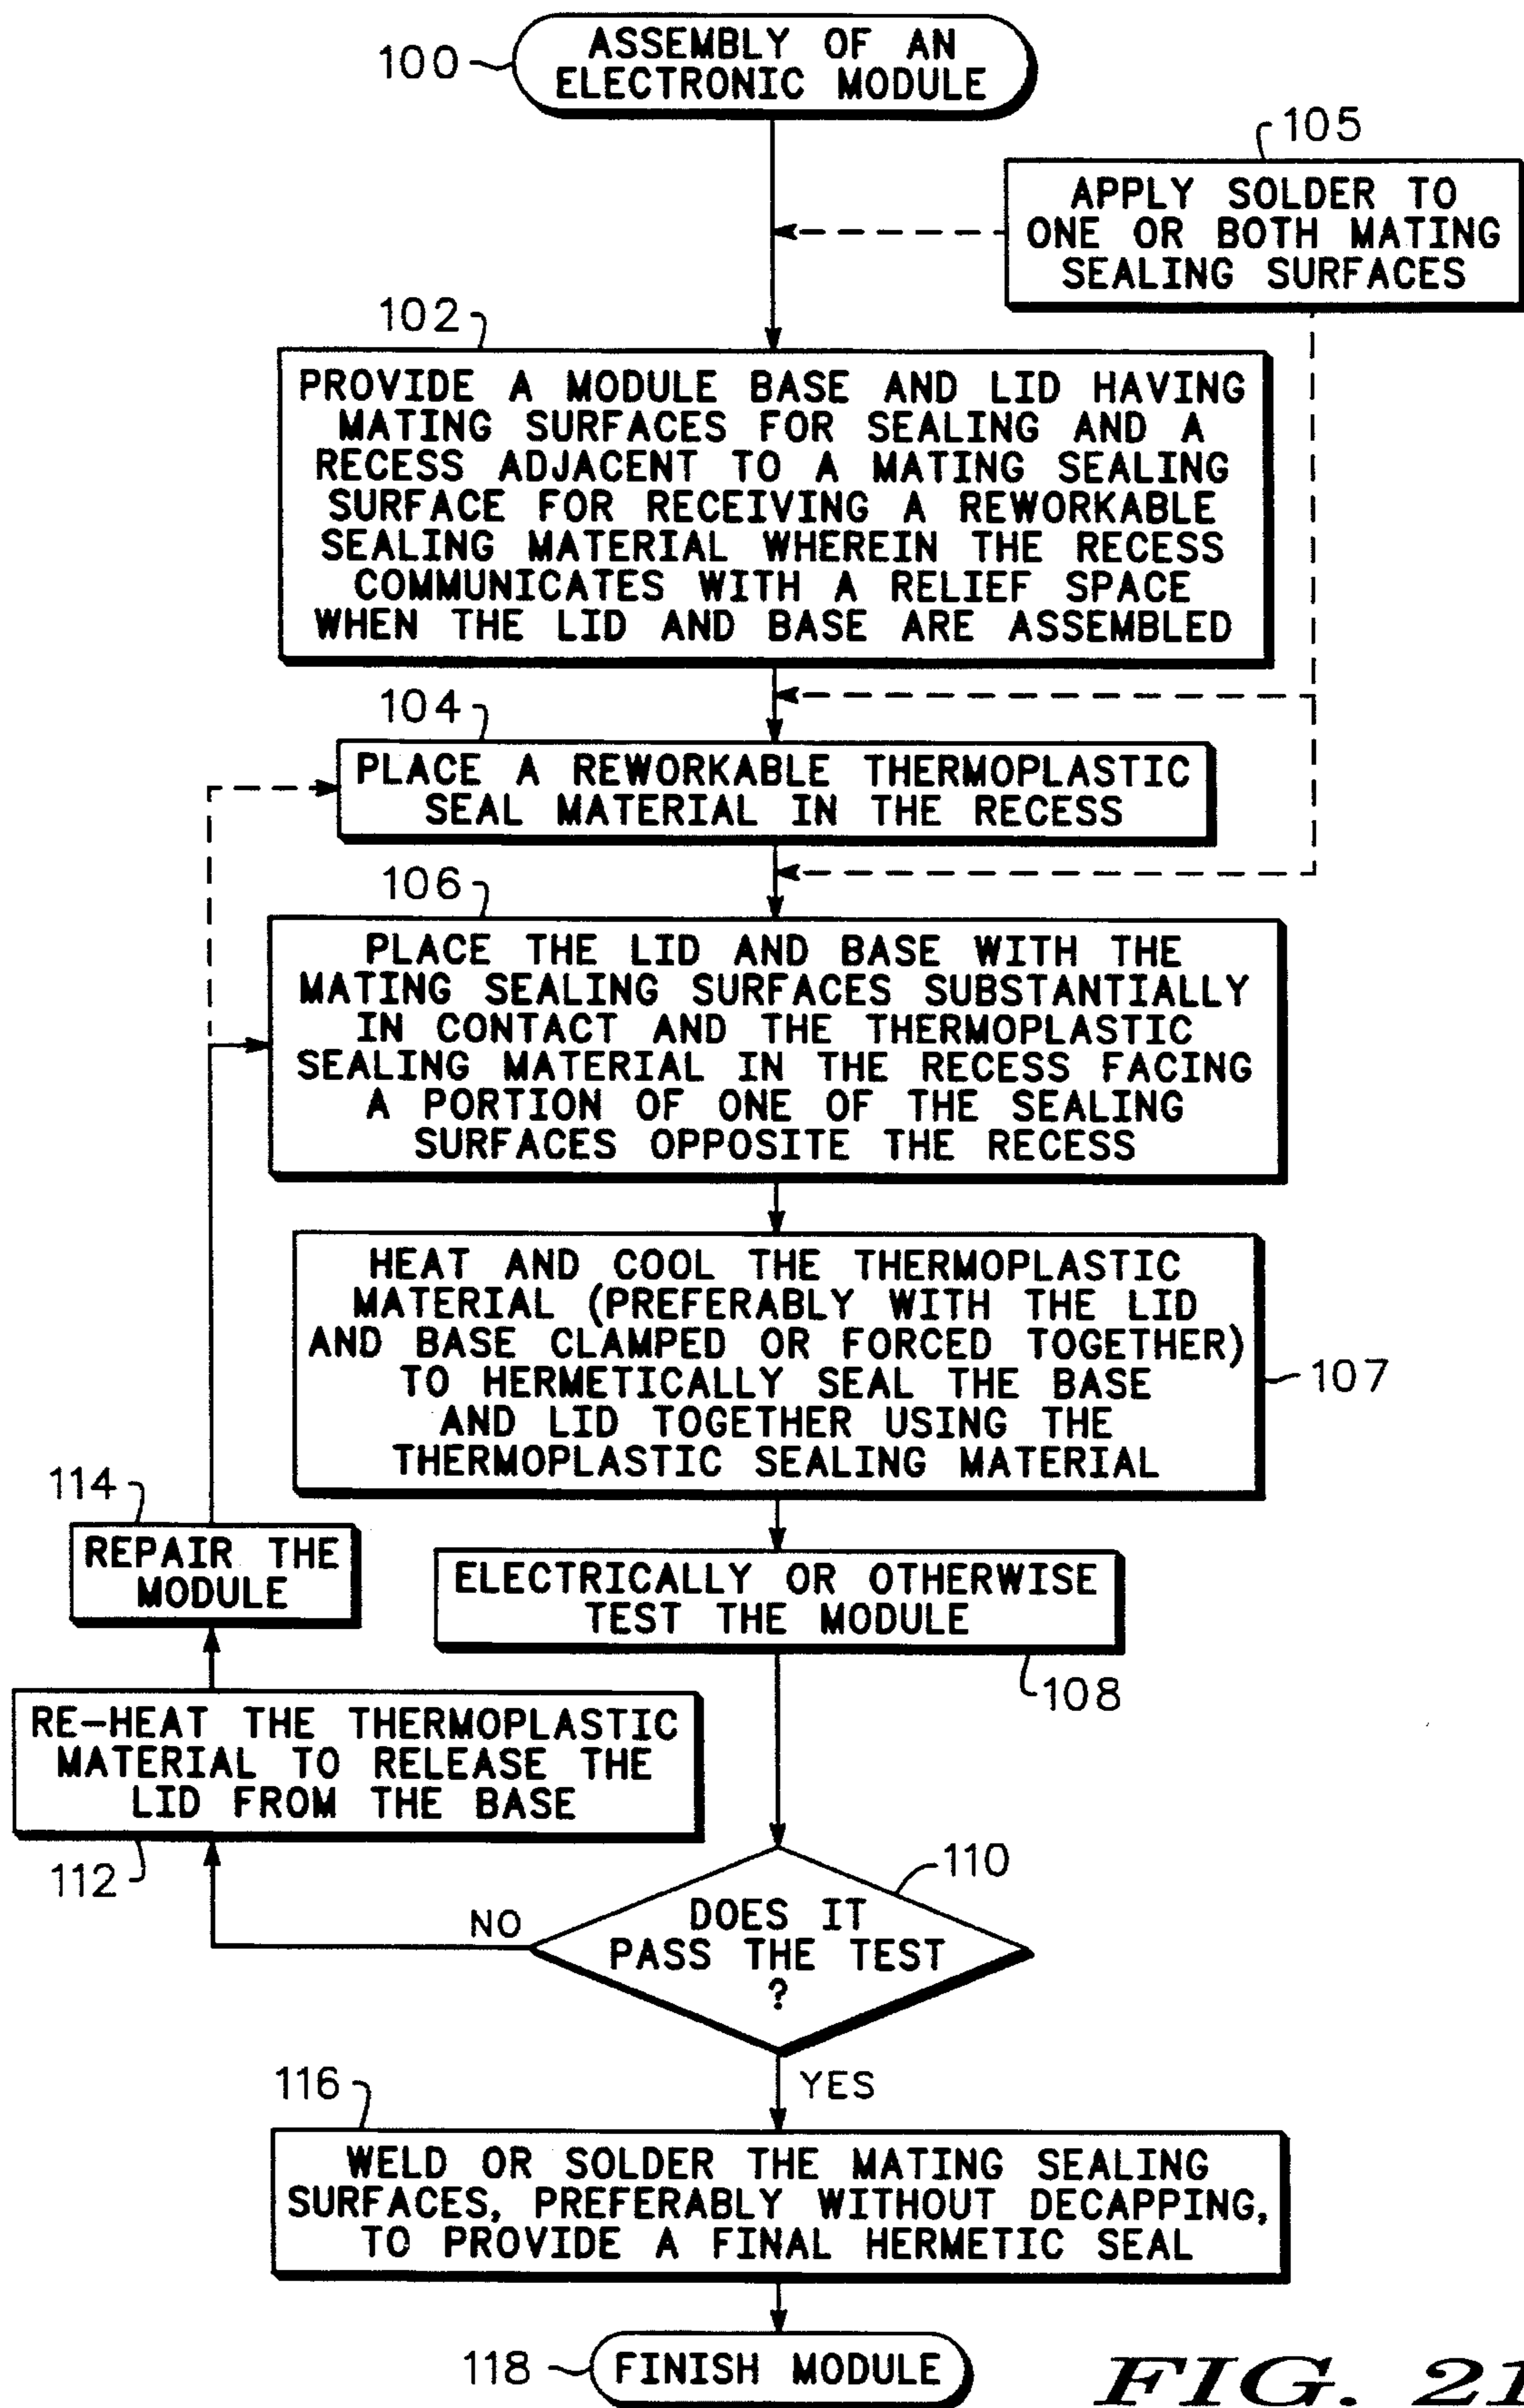 100
ASSEMBLY OF AN
ELECTRONIC MODULE
105
APPLY SOLDER TO
ONE OR BOTH MATING
SEALING SURFACES
102
PROVIDE A MODULE BASE AND LID HAVING
MATING SURFACES FOR SEALING AND A
RECESS ADJACENT TO A MATING SEALING
SURFACE FOR RECEIVING A REWORKABLE
SEALING MATERIAL WHEREIN THE RECESS
COMMUNICATES WITH A RELIEF SPACE
WHEN THE LID AND BASE ARE ASSEMBLED
104
PLACE A REWORKABLE THERMOPLASTIC
SEAL MATERIAL IN THE RECESS
106
PLACE THE LID AND BASE WITH THE
MATING SEALING SURFACES SUBSTANTIALLY
IN CONTACT AND THE THERMOPLASTIC
SEALING MATERIAL IN THE RECESS FACING
A PORTION OF ONE OF THE SEALING
SURFACES OPPOSITE THE RECESS
HEAT AND COOL THE THERMOPLASTIC
MATERIAL (PREFERABLY WITH THE LID
AND BASE CLAMPED OR FORCED TOGETHER)
TO HERMETICALLY SEAL THE BASE
AND LID TOGETHER USING THE
THERMOPLASTIC SEALING MATERIAL
107
114
REPAIR THE
MODULE
ELECTRICALLY OR OTHERWISE
TEST THE MODULE
108
RE-HEAT THE THERMOPLASTIC
MATERIAL TO RELEASE THE
LID FROM THE BASE
112
110
NO
DOES IT
PASS THE TEST
?
YES
116
WELD OR SOLDER THE MATING SEALING
SURFACES, PREFERABLY WITHOUT DECAPPING,
TO PROVIDE A FINAL HERMETIC SEAL
118
FINISH MODULE
FIG. 21